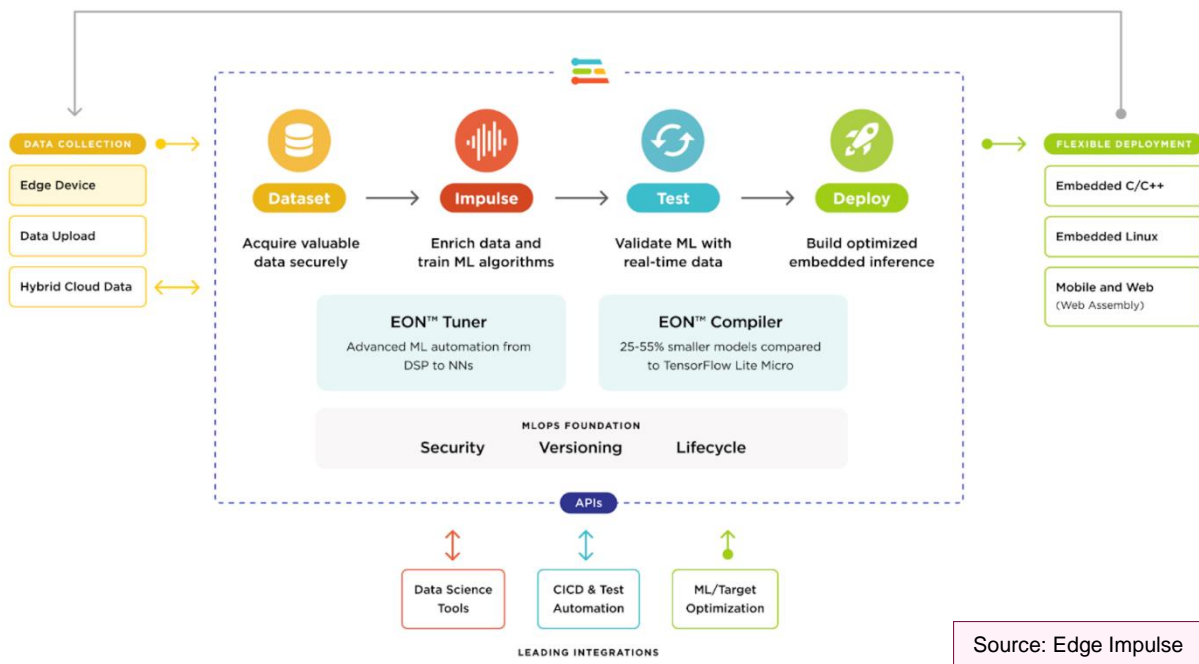 DATA COLLECTION
Edge Device
Data Upload
Hybrid Cloud Data
Dataset
Acquire valuable
data securely
Impulse
Enrich data and
train ML algorithms
Test
Validate ML with
real-time data
Deploy
Build optimized
embedded inference
FLEXIBLE DEPLOYMENT
Embedded C/C++
Embedded Linux
Mobile and Web
(Web Assembly)
EON™ Tuner
Advanced ML automation from
DSP to NNs
EON™ Compiler
25-55% smaller models compared
to TensorFlow Lite Micro
MLOPS FOUNDATION
Security Versioning Lifecycle
APIs
Data Science
Tools
CICD & Test
Automation
ML/Target
Optimization
LEADING INTEGRATIONS
Source: Edge Impulse